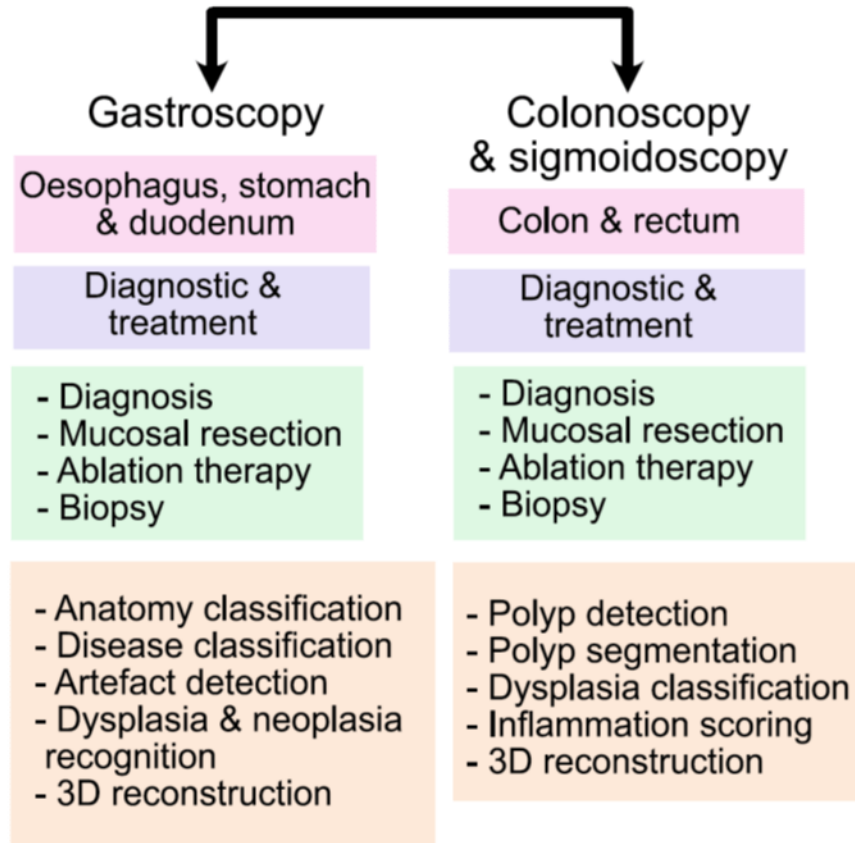 Gastroscopy
Oesophagus, stomach
& duodenum
Diagnostic &
treatment
- Diagnosis
- Mucosal resection
- Ablation therapy
- Biopsy
- Anatomy classification
- Disease classification
- Artefact detection
- Dysplasia & neoplasia
recognition
- 3D reconstruction
Colonoscopy
& sigmoidoscopy
Colon & rectum
Diagnostic &
treatment
- Diagnosis
- Mucosal resection
- Ablation therapy
- Biopsy
- Polyp detection
- Polyp segmentation
- Dysplasia classification
- Inflammation scoring
- 3D reconstruction